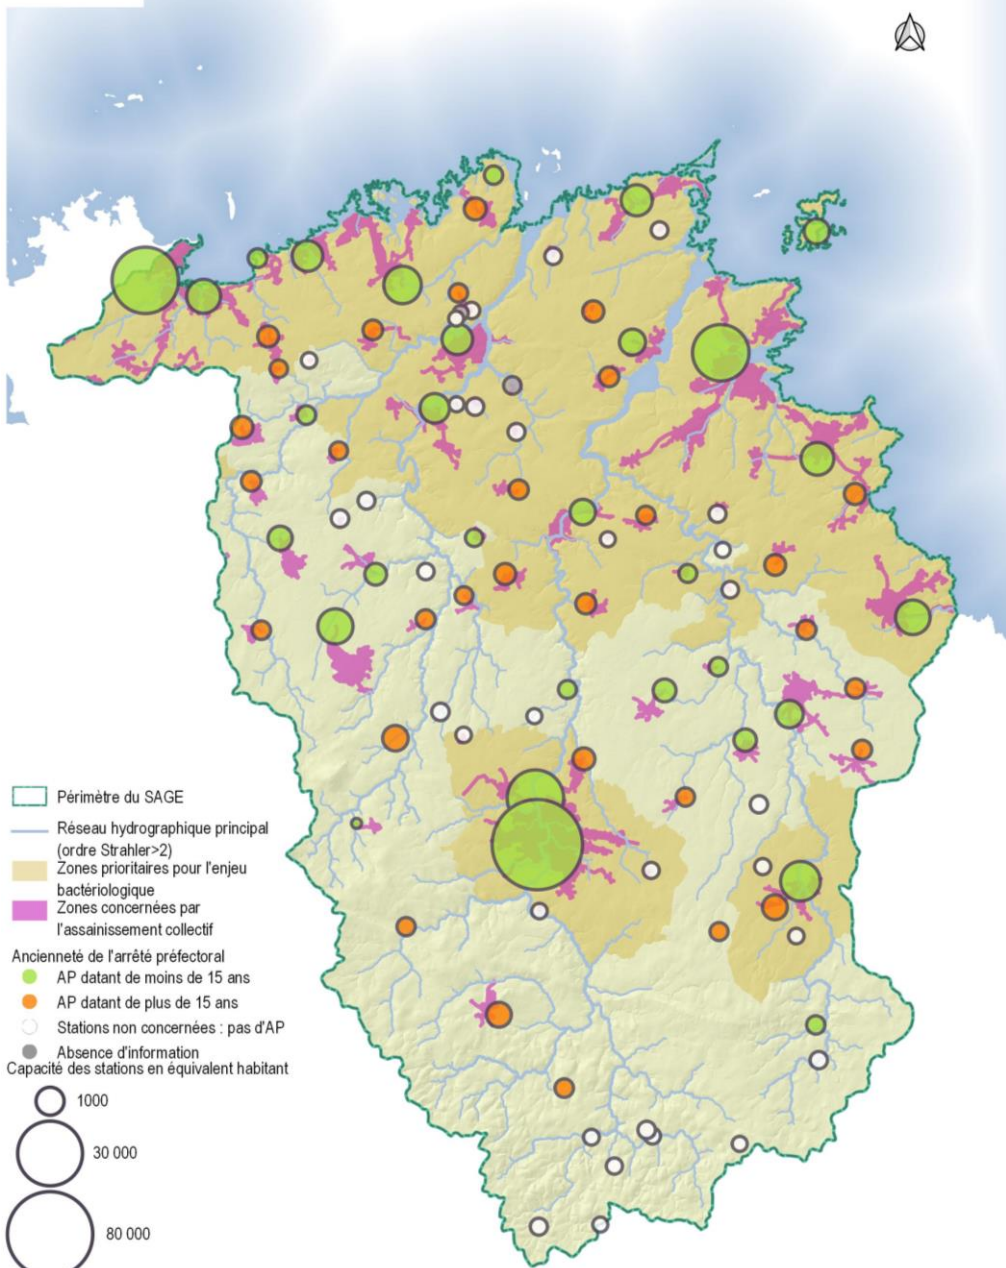 Périmètre du SAGE
Réseau hydrographique principal
(ordre Strahler>2)
Zones prioritaires pour l'enjeu
bactériologique
Zones concernées par
l'assainissement collectif
Ancienneté de l'arrêté préfectoral
AP datant de moins de 15 ans
AP datant de plus de 15 ans
Stations non concernées : pas d'AP
Absence d'information
Capacité des stations en équivalent habitant
1000
30 000
80 000